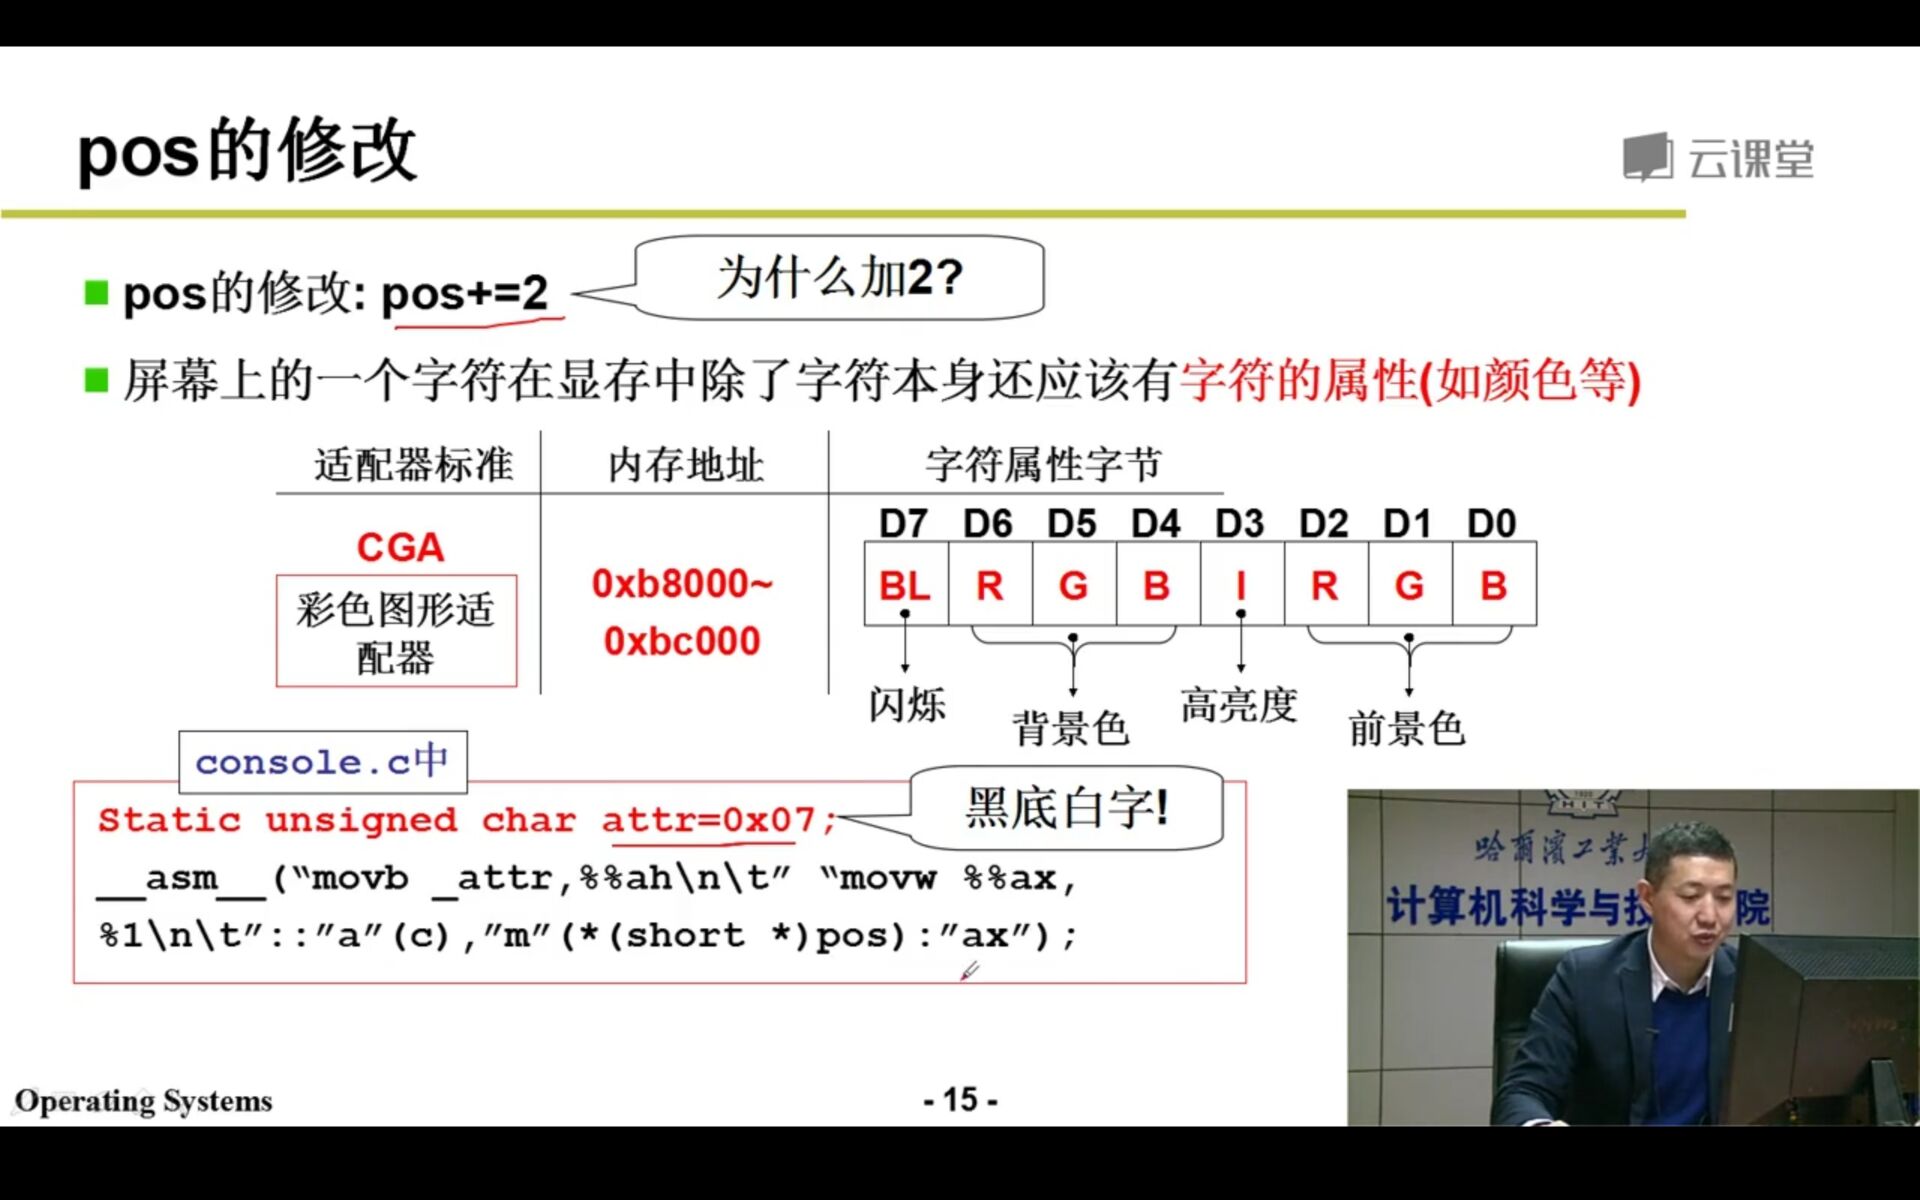 pos的修改
云课堂
pos的修改: pos+=2
为什么加2?
屏幕上的一个字符在显存中除了字符本身还应该有字符的属性(如颜色等)
适配器标准 内存地址 字符属性字节
D7 D6 D5 D4 D3 D2 D1 D0
CGA
彩色图形适
配器
0xb8000~
0xbc000
BL R G B I R G B
闪烁 背景色 高亮度 前景色
console.c中
Static unsigned char attr=0x07;
黑底白字!
__asm__(“movb _attr,%%ah\n\t” “movw %%ax,
%1\n\t”::”a”(c),”m”(*(short *)pos):”ax”);
HIT
哈爾濱工業大
计算机科学与技 院
Operating Systems
- 15 -